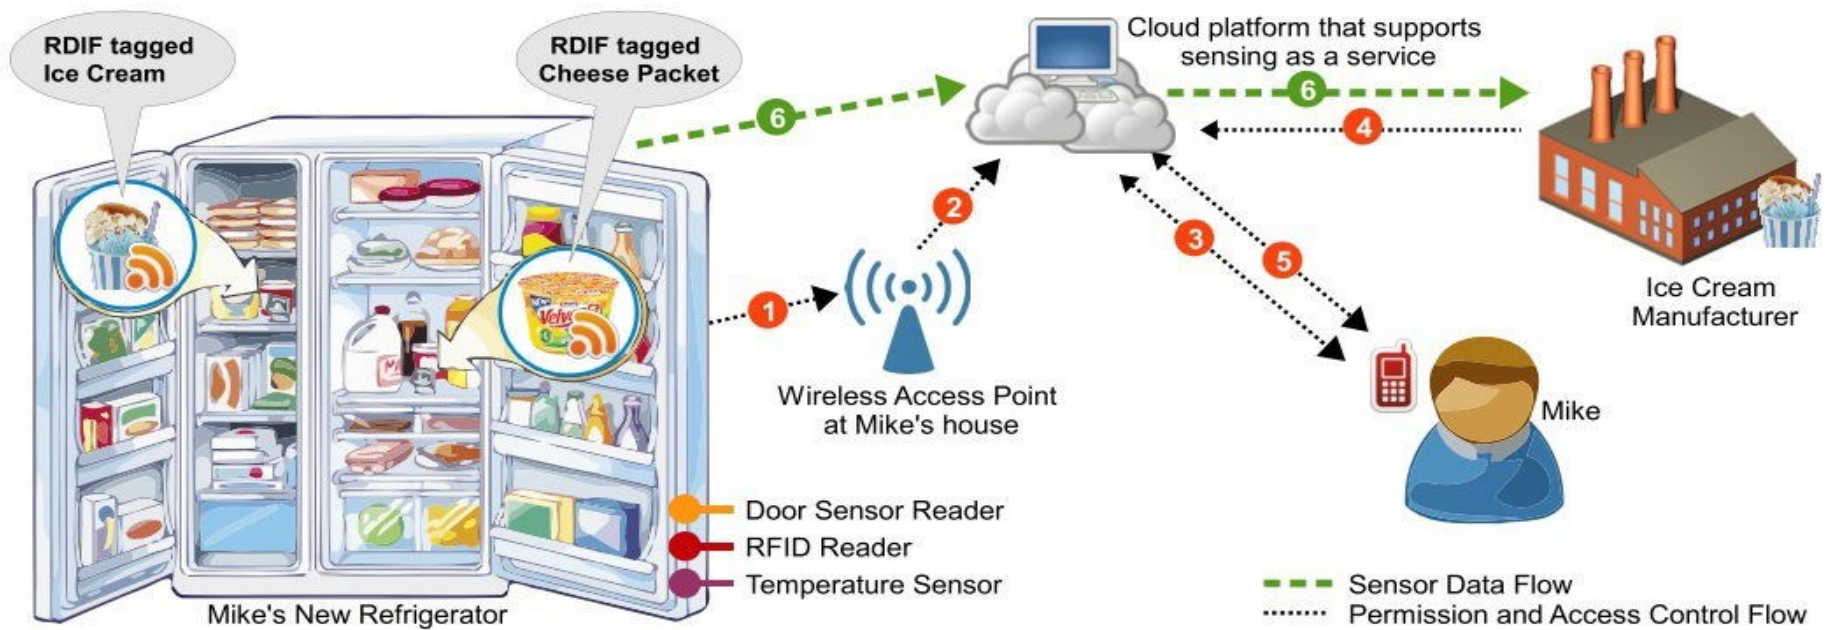 RDIF tagged
Ice Cream
RDIF tagged
Cheese Packet
Cloud platform that supports
sensing as a service
6
6
4
2
3
5
1
Ice Cream
Manufacturer
Wireless Access Point
at Mike's house
Mike
Door Sensor Reader
RFID Reader
Temperature Sensor
Mike's New Refrigerator
Sensor Data Flow
Permission and Access Control Flow